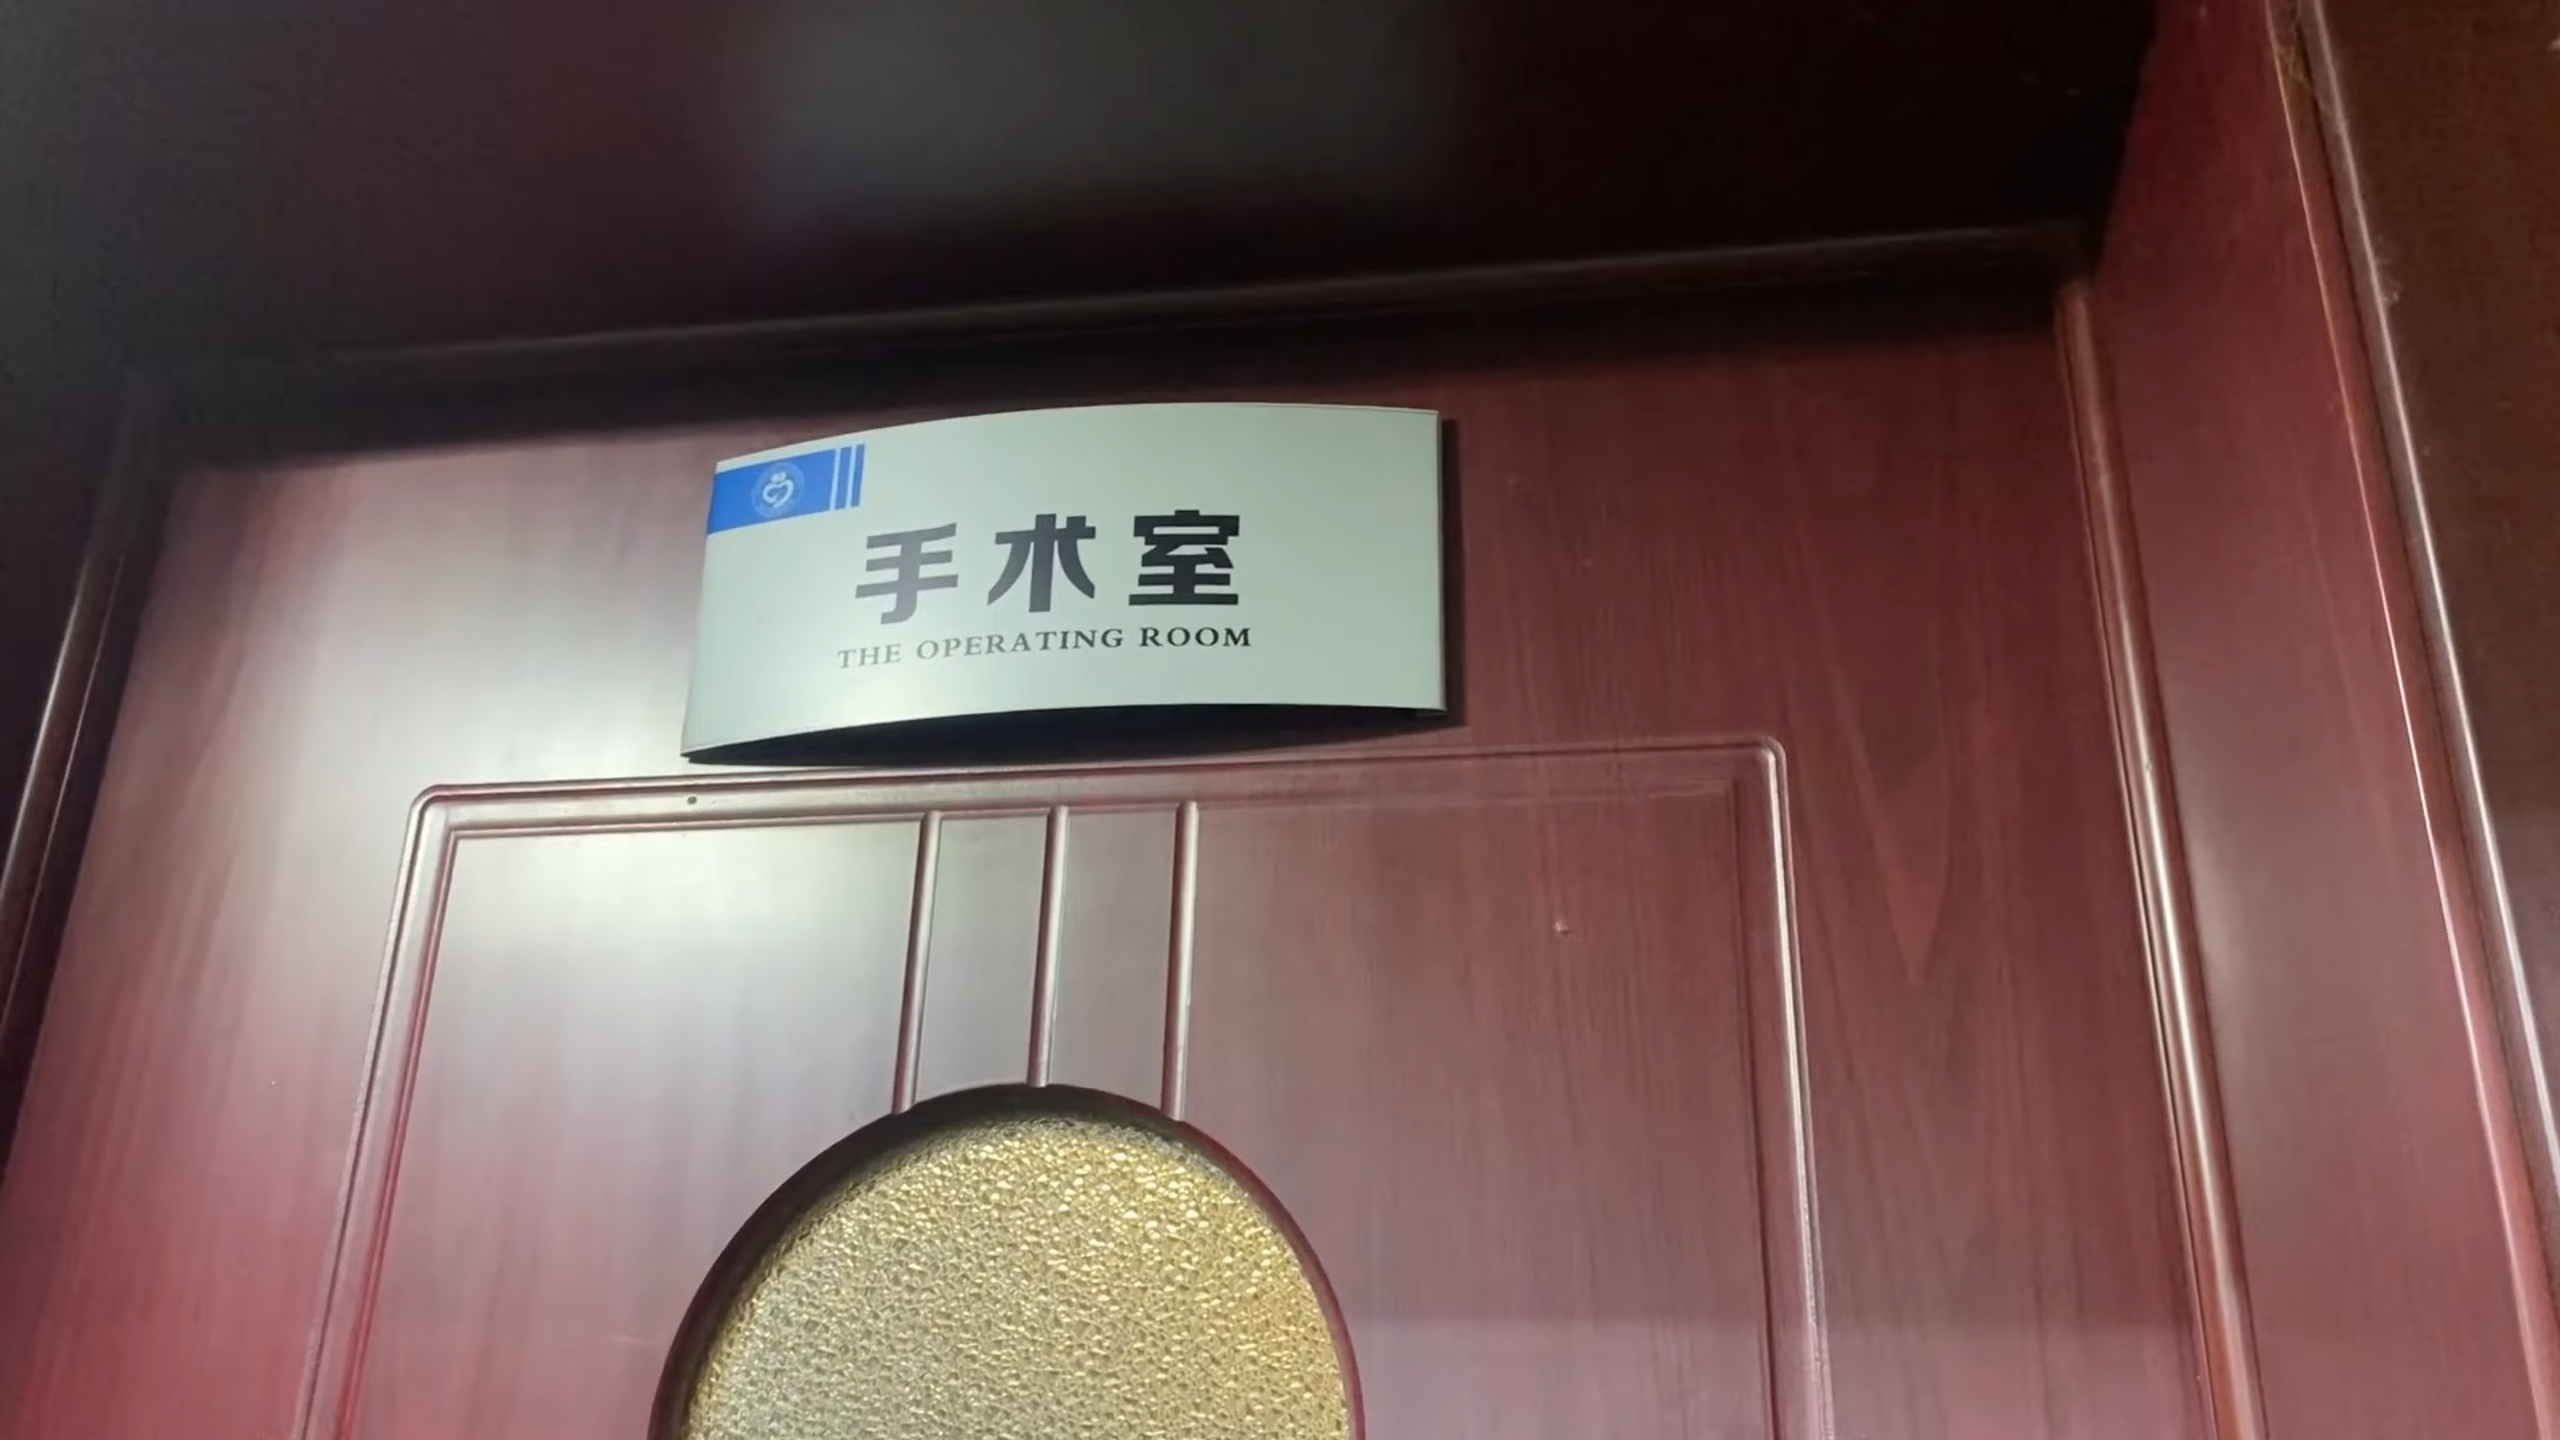 手术室
THE OPERATING ROOM